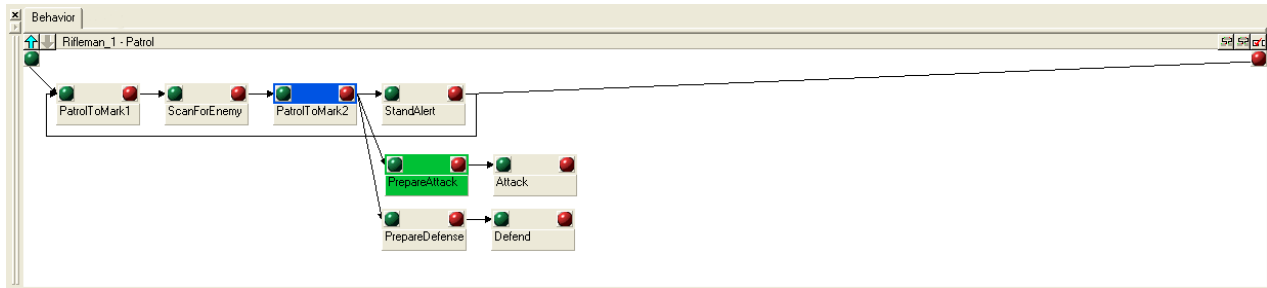 Behavior
Rifleman_1 - Patrol
PatrolToMark1
ScanForEnemy
PatrolToMark2
StandAlert
PrepareAttack
Attack
PrepareDefense
Defend